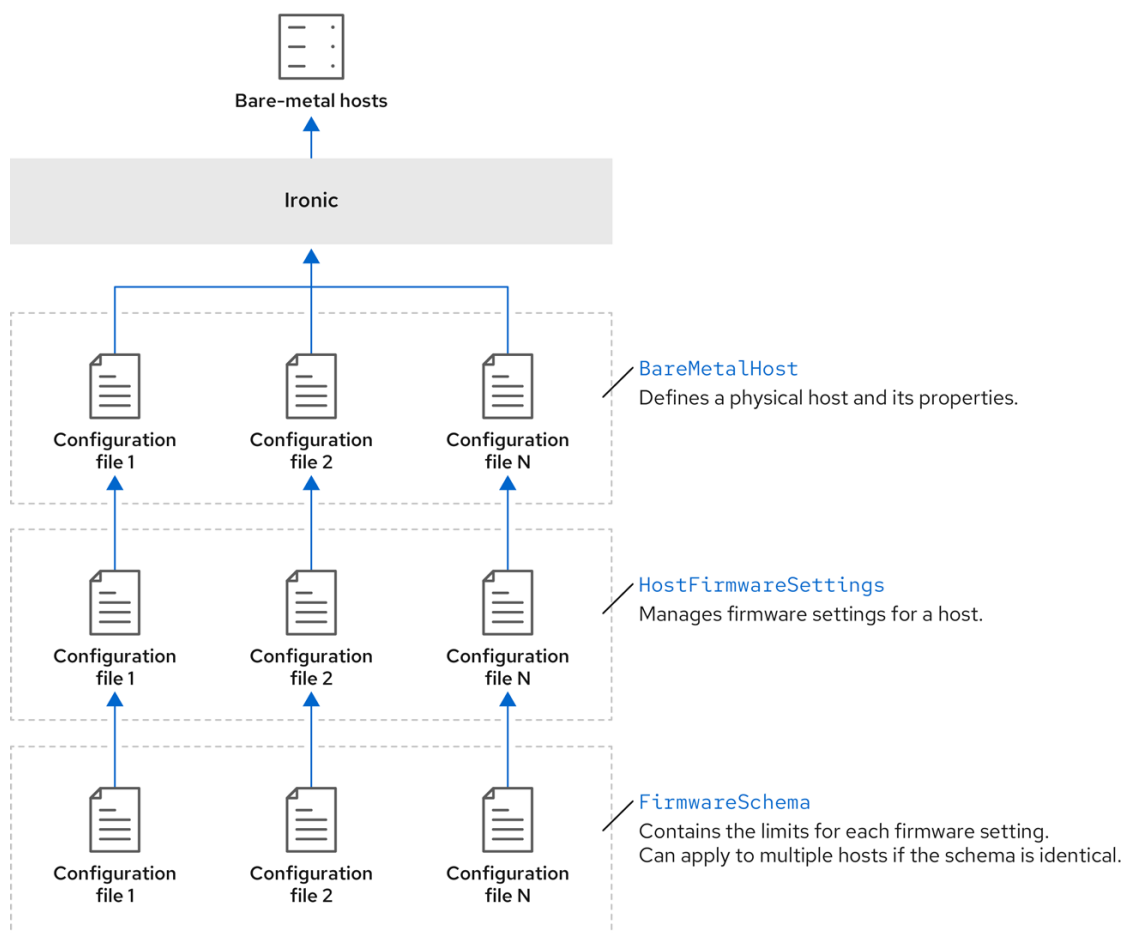 Bare-metal hosts
Ironic
Configuration
file 1
Configuration
file 2
Configuration
file N
BareMetalHost
Defines a physical host and its properties.
Configuration
file 1
Configuration
file 2
Configuration
file N
HostFirmwareSettings
Manages firmware settings for a host.
Configuration
file 1
Configuration
file 2
Configuration
file N
FirmwareSchema
Contains the limits for each firmware setting.
Can apply to multiple hosts if the schema is identical.